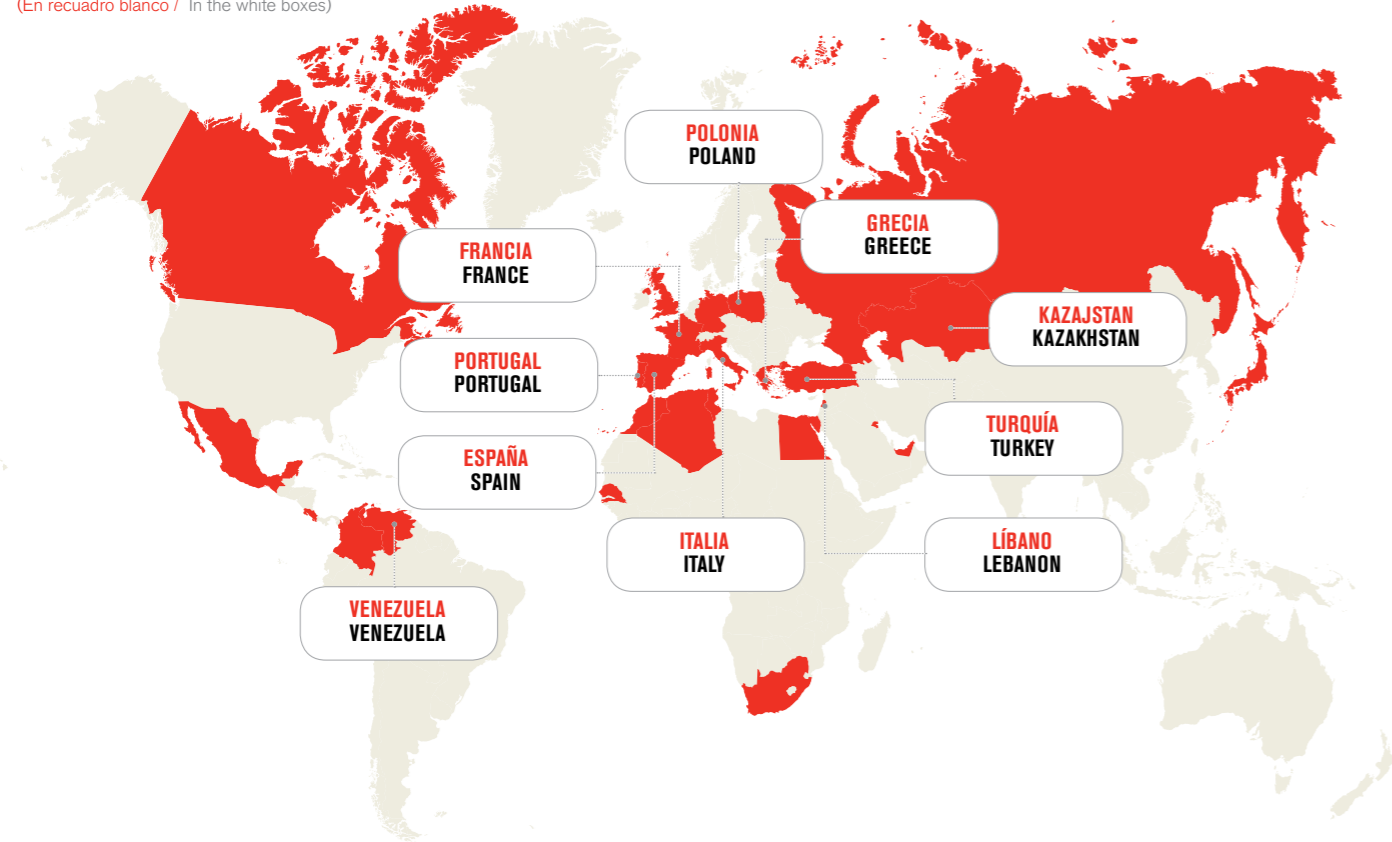 (En recuadro blanco / In the white boxes)
POLONIA
POLAND
GRECIA
GREECE
FRANCIA
FRANCE
KAZAJSTAN
KAZAKHSTAN
PORTUGAL
PORTUGAL
TURQUÍA
TURKEY
ESPAÑA
SPAIN
ITALIA
ITALY
LÍBANO
LEBANON
VENEZUELA
VENEZUELA